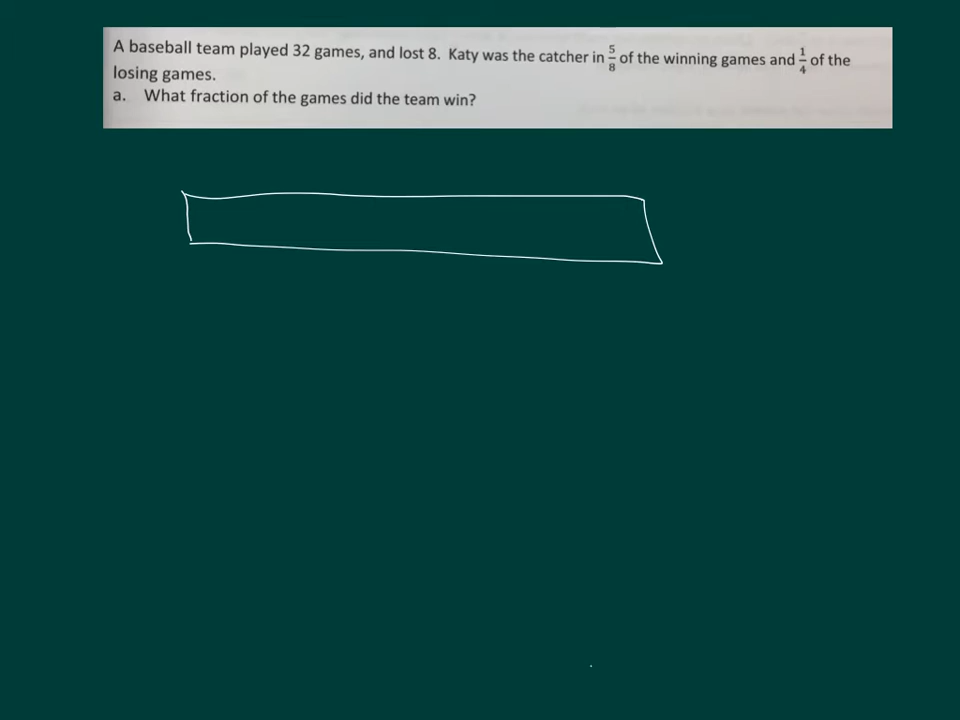 A baseball team played 32 games, and lost 8. Katy was the catcher in 5/8 of the winning games and 1/4 of the
losing games.
a. What fraction of the games did the team win?